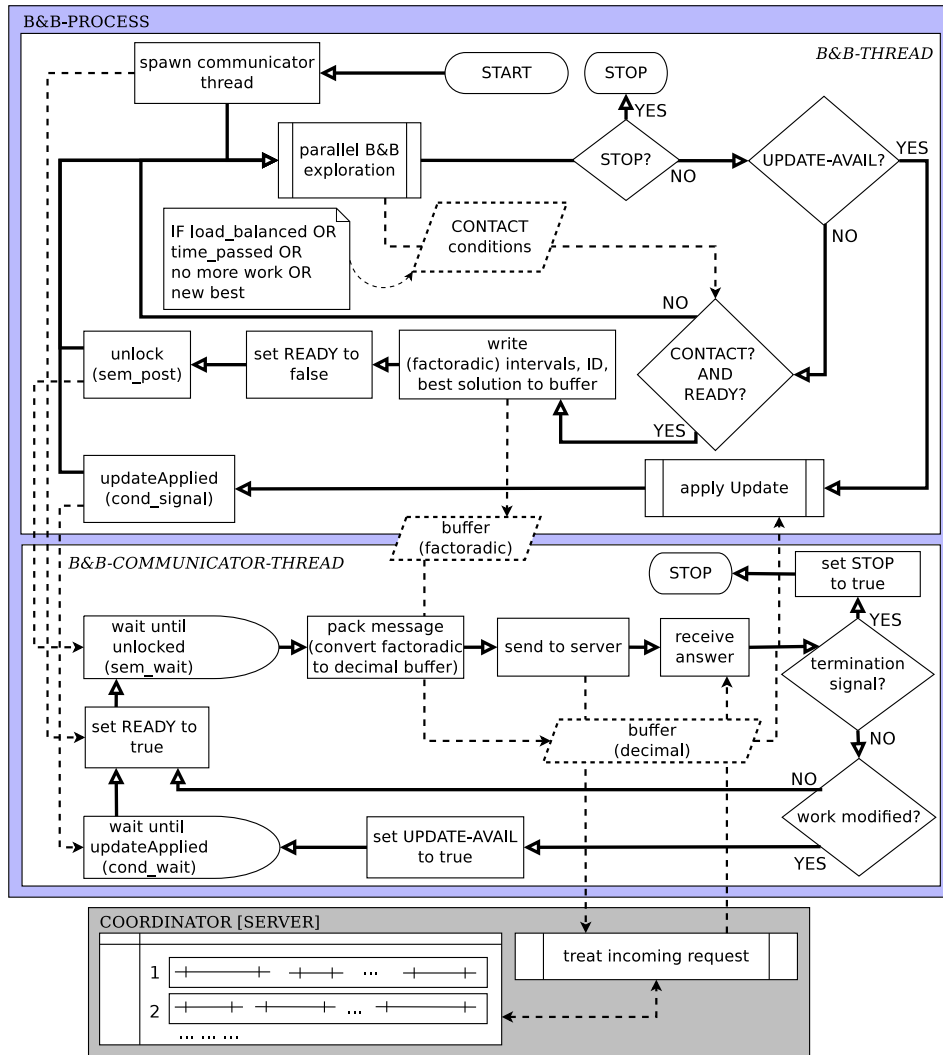 B&B-PROCESS
B&B-THREAD
spawn communicator
thread
START
STOP
YES
parallel B&B
exploration
STOP?
NO
UPDATE-AVAIL?
YES
NO
IF load_balanced OR
time_passed OR
no more work OR
new best
CONTACT
conditions
NO
CONTACT?
AND
READY?
YES
write
(factoradic) intervals, ID,
best solution to buffer
set READY to
false
unlock
(sem_post)
updateApplied
(cond_signal)
apply Update
buffer
(factoradic)
B&B-COMMUNICATOR-THREAD
STOP
set STOP
to true
YES
wait until
unlocked
(sem_wait)
pack message
(convert factoradic
to decimal buffer)
send to server
receive
answer
termination
signal?
NO
set READY to
true
buffer
(decimal)
NO
work modified?
YES
wait until
updateApplied
(cond_wait)
set UPDATE-AVAIL
to true
COORDINATOR [SERVER]
1
...
2
...
... ... ...
treat incoming request